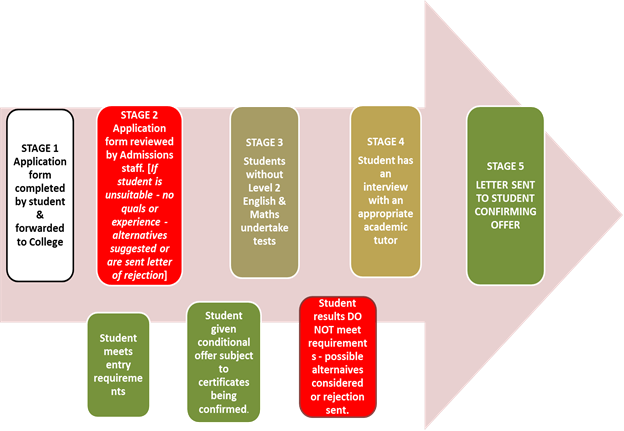 STAGE 1
Application
form
completed
by student
&
forwarded
to College
STAGE 2
Application
form reviewed
by Admissions
staff. [If
student is
unsuitable - no
quals or
experience -
alternatives
suggested or
are sent letter
of rejection]
STAGE 3
Students
without
Level 2
English &
Maths
undertake
tests
STAGE 4
Student has
an
interview
with an
appropriate
academic
tutor
STAGE 5
LETTER SENT
TO STUDENT
CONFIRMING
OFFER
Student
meets
entry
requireme
nts
Student
given
conditional
offer subject
to
certificates
being
confirmed.
Student
results DO
NOT meet
requirement
s - possible
alternaives
considered
or rejection
sent.